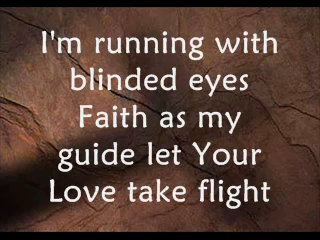 I'm running with
blinded eyes
Faith as my
guide let Your
Love take flight